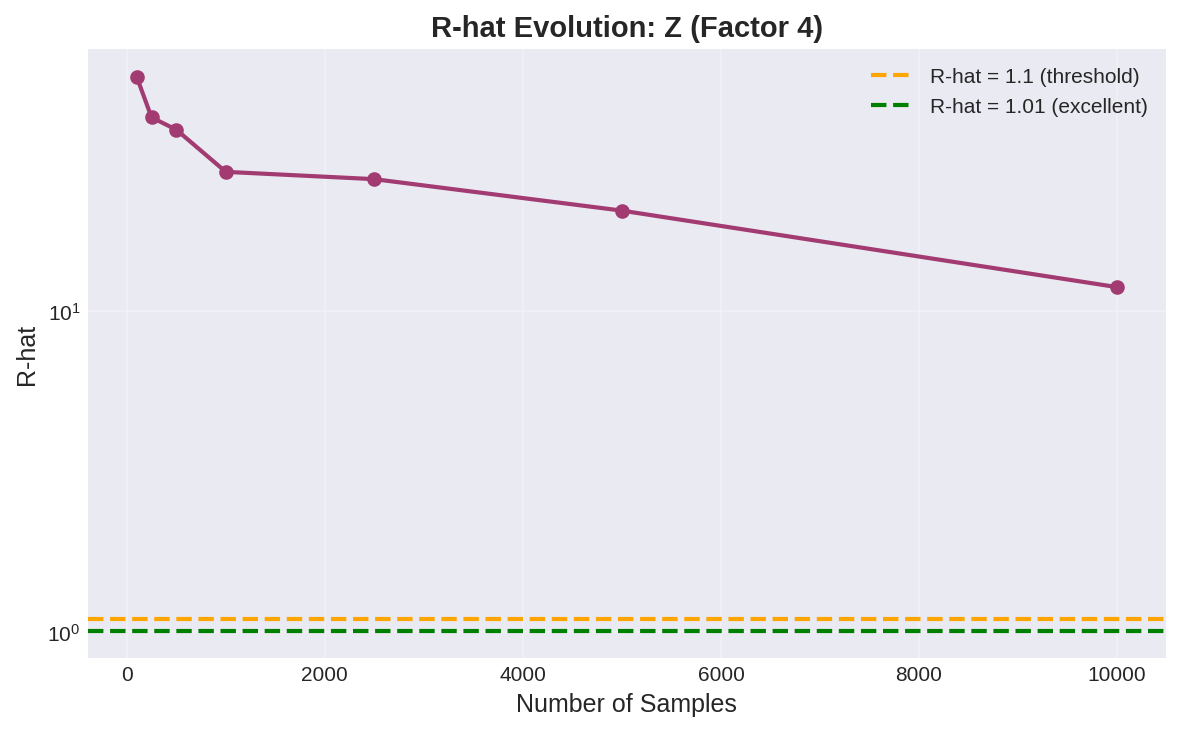 R-hat Evolution: Z (Factor 4)
R-hat = 1.1 (threshold)
R-hat = 1.01 (excellent)
R-hat
10¹
10⁰
0 2000 4000 6000 8000 10000
Number of Samples